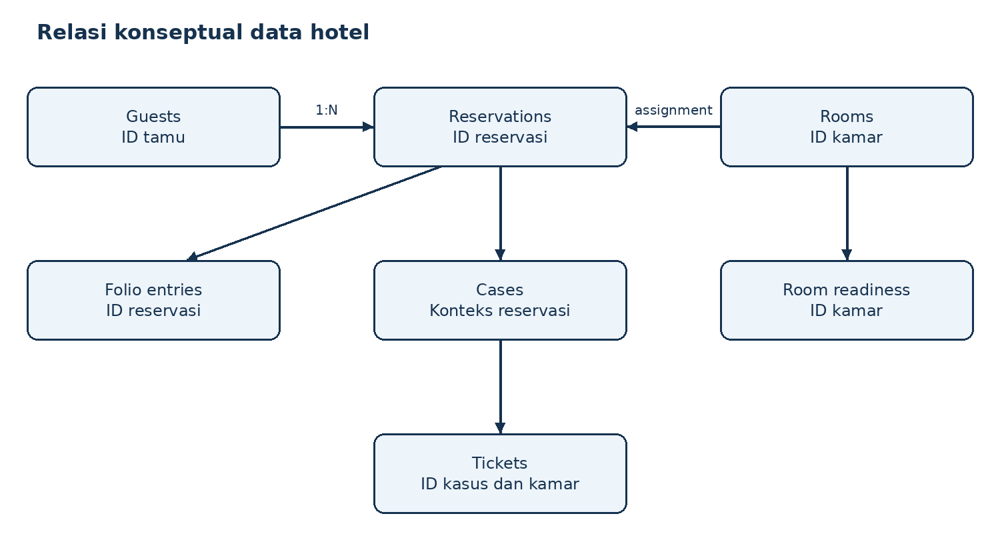 Relasi konseptual data hotel
Guests
ID tamu
1:N
Reservations
ID reservasi
assignment
Rooms
ID kamar
Folio entries
ID reservasi
Cases
Konteks reservasi
Room readiness
ID kamar
Tickets
ID kasus dan kamar